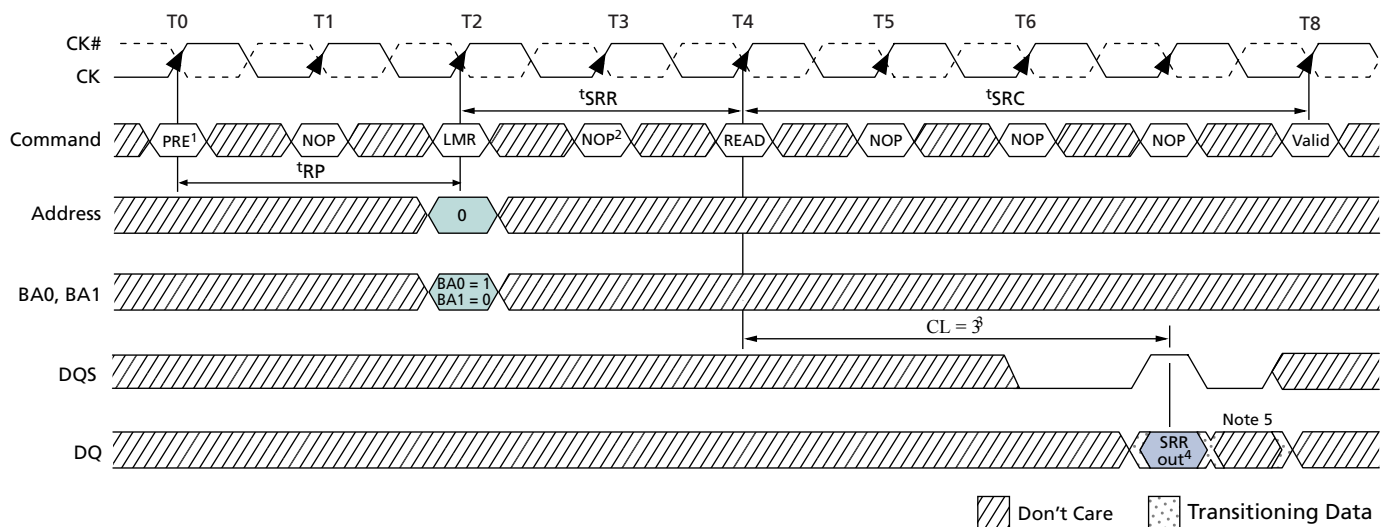 T0 T1 T2 T3 T4 T5 T6 T8
CK#
CK
tSRR tSRC
Command PRE1 NOP LMR NOP2 READ NOP NOP NOP Valid
tRP
Address 0
BA0, BA1 BA0 = 1
BA1 = 0
CL = 33
DQS
Note 5
DQ SRR
out4
Don't Care Transitioning Data